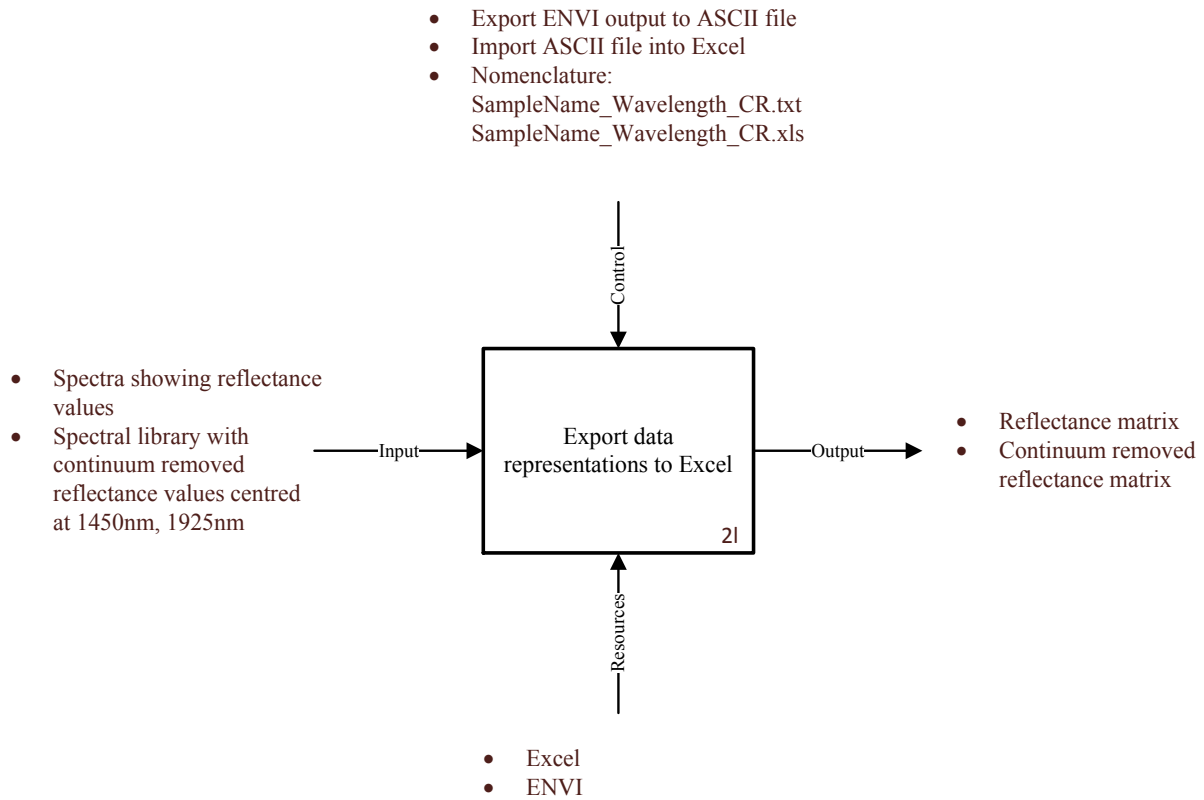 • Export ENVI output to ASCII file
• Import ASCII file into Excel
• Nomenclature:
SampleName_Wavelength_CR.txt
SampleName_Wavelength_CR.xls
Control
• Spectra showing reflectance
values
• Spectral library with
continuum removed
reflectance values centred
at 1450nm, 1925nm
Input
Export data
representations to Excel
2l
Output
• Reflectance matrix
• Continuum removed
reflectance matrix
Resources
• Excel
• ENVI